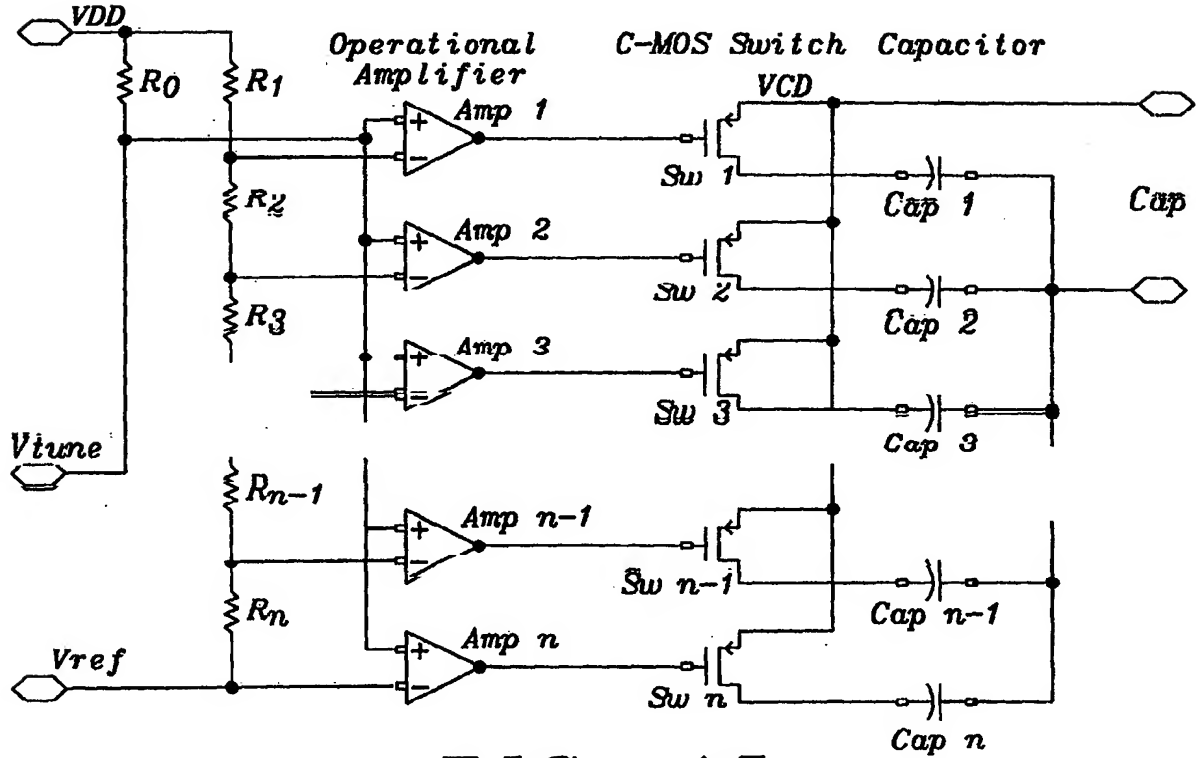 VDD
Operational
Amplifier
C-MOS Switch
Capacitor
R0
R1
Amp 1
VCD
Sw 1
Cap 1
Cap
R2
Amp 2
Sw 2
Cap 2
R3
Amp 3
Sw 3
Cap 3
Vtune
Rn-1
Amp n-1
Sw n-1
Cap n-1
Rn
Amp n
Vref
Sw n
Cap n